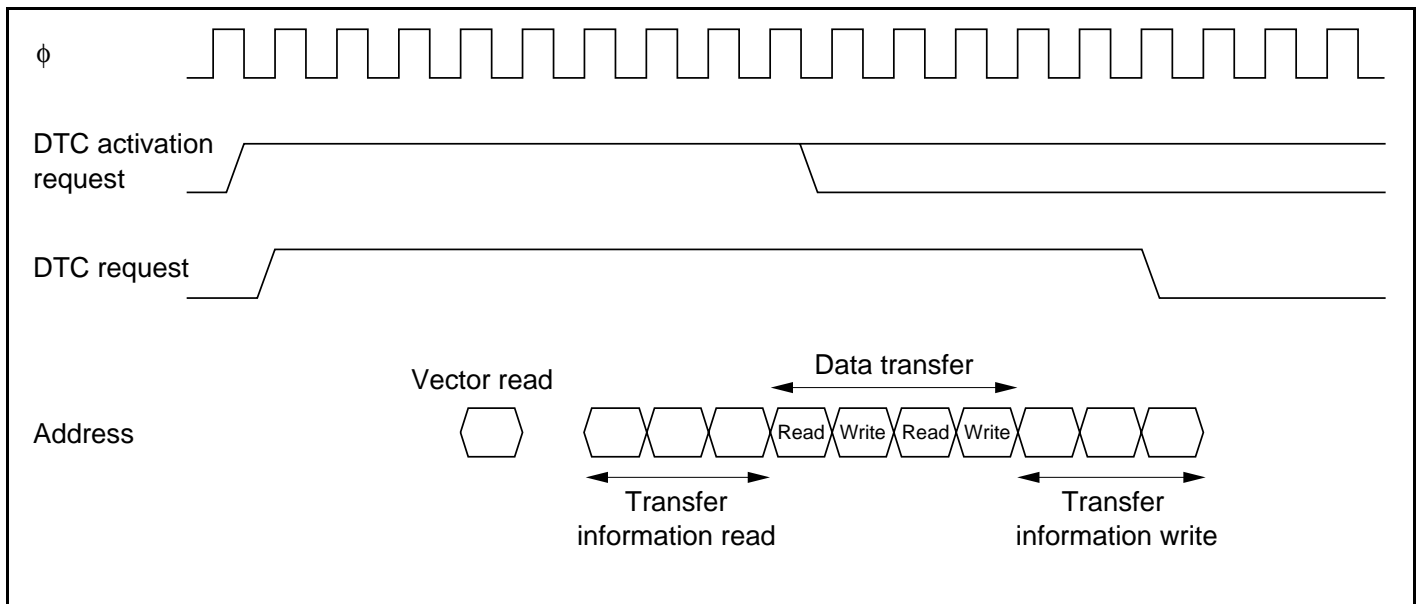 ϕ
DTC activation
request
DTC request
Data transfer
Vector read
Address
Read Write Read Write
Transfer
information read
Transfer
information write